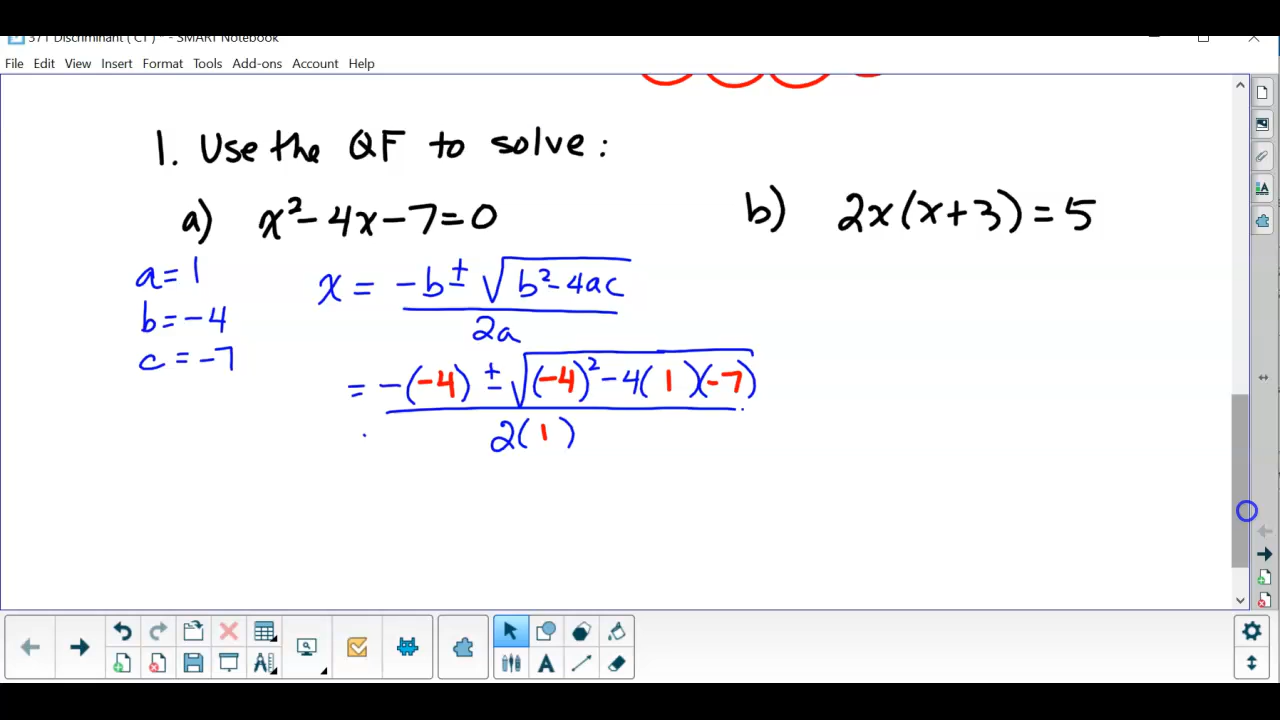 371 Discriminant ( CT ) * - SMART Notebook
File Edit View Insert Format Tools Add-ons Account Help
1. Use the QF to solve:
a) x² - 4x - 7 = 0
b) 2x(x+3) = 5
a = 1
b = -4
c = -7
x = -b ± √(b² - 4ac)
2a
= -(-4) ± √((-4)² - 4(1)(-7))
2(1)
A